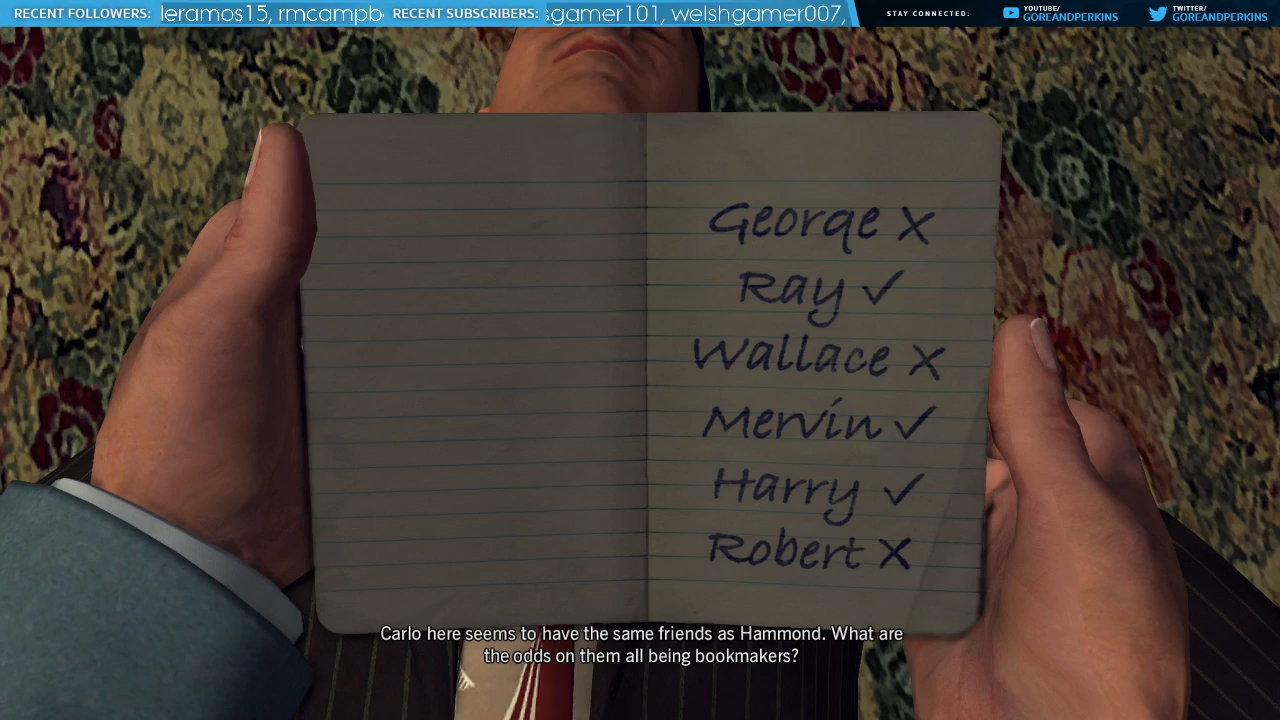 RECENT FOLLOWERS: leramos15, rmcampb RECENT SUBSCRIBERS: sgamer101, welshgamer007,
STAY CONNECTED: YOUTUBE/ GOREANDPERKINS TWITTER/ GOREANDPERKINS
George X
Ray ✓
Wallace X
Mervin ✓
Harry ✓
Robert X
Carlo here seems to have the same friends as Hammond. What are
the odds on them all being bookmakers?